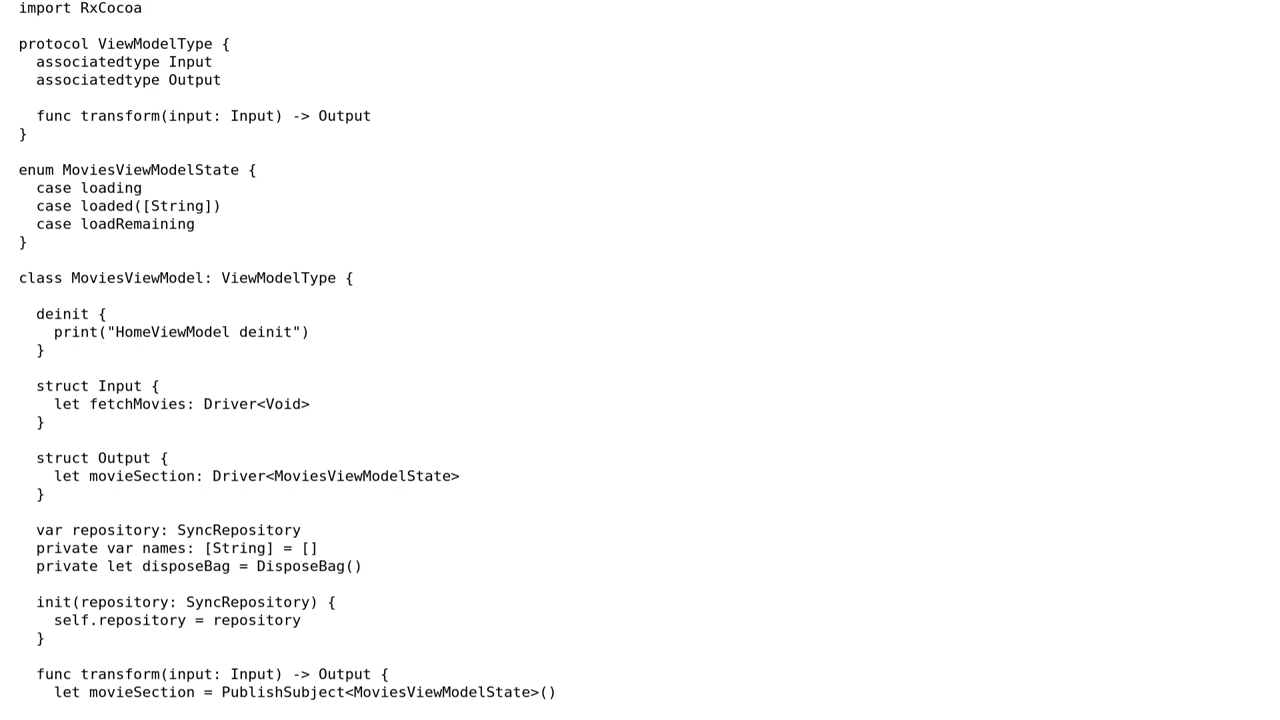 import RxCocoa

protocol ViewModelType {
  associatedtype Input
  associatedtype Output

  func transform(input: Input) -> Output
}

enum MoviesViewModelState {
  case loading
  case loaded([String])
  case loadRemaining
}

class MoviesViewModel: ViewModelType {

  deinit {
    print("HomeViewModel deinit")
  }

  struct Input {
    let fetchMovies: Driver<Void>
  }

  struct Output {
    let movieSection: Driver<MoviesViewModelState>
  }

  var repository: SyncRepository
  private var names: [String] = []
  private let disposeBag = DisposeBag()

  init(repository: SyncRepository) {
    self.repository = repository
  }

  func transform(input: Input) -> Output {
    let movieSection = PublishSubject<MoviesViewModelState>()